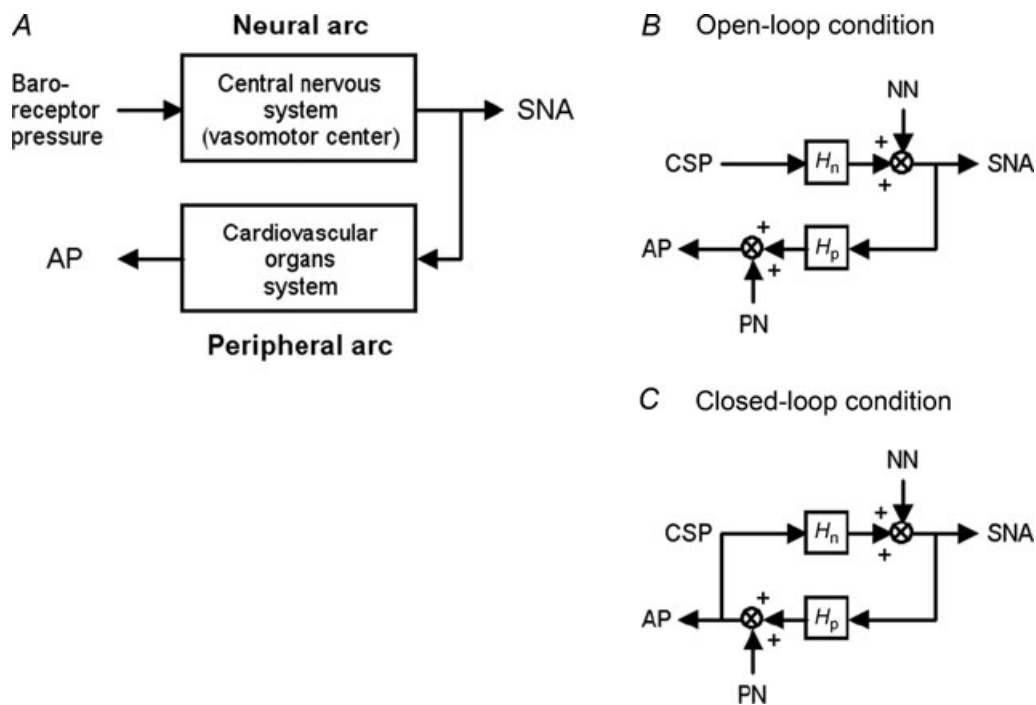 A
Neural arc
Baro-
receptor
pressure
Central nervous
system
(vasomotor center)
SNA
AP
Cardiovascular
organs
system
Peripheral arc
B Open-loop condition
NN
CSP
Hn
+
+
SNA
AP
+
+
Hp
PN
C Closed-loop condition
NN
CSP
Hn
+
+
SNA
AP
+
+
Hp
PN